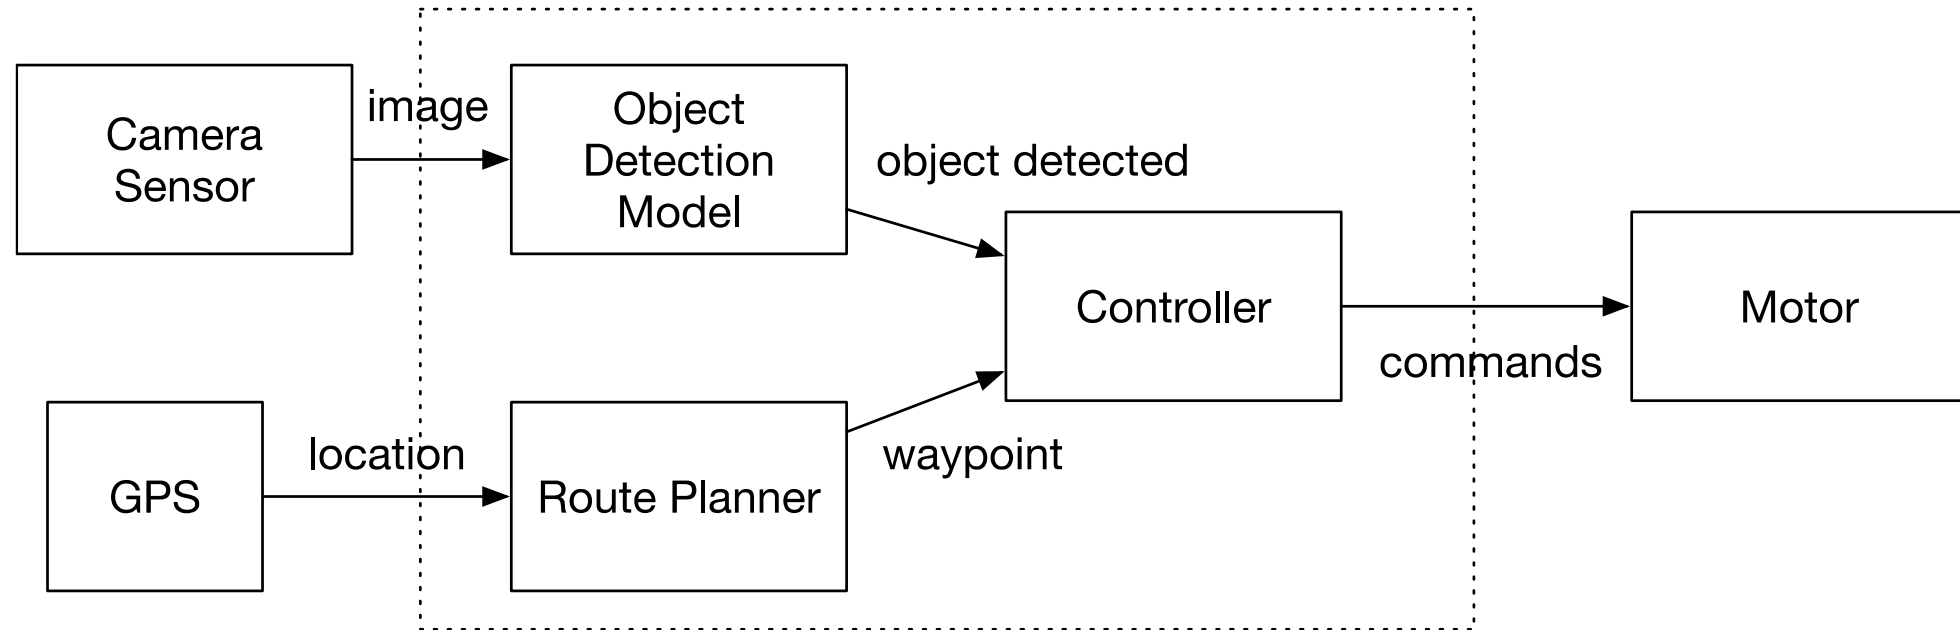 Camera
Sensor
image
Object
Detection
Model
object detected
Controller
commands
Motor
GPS
location
Route Planner
waypoint